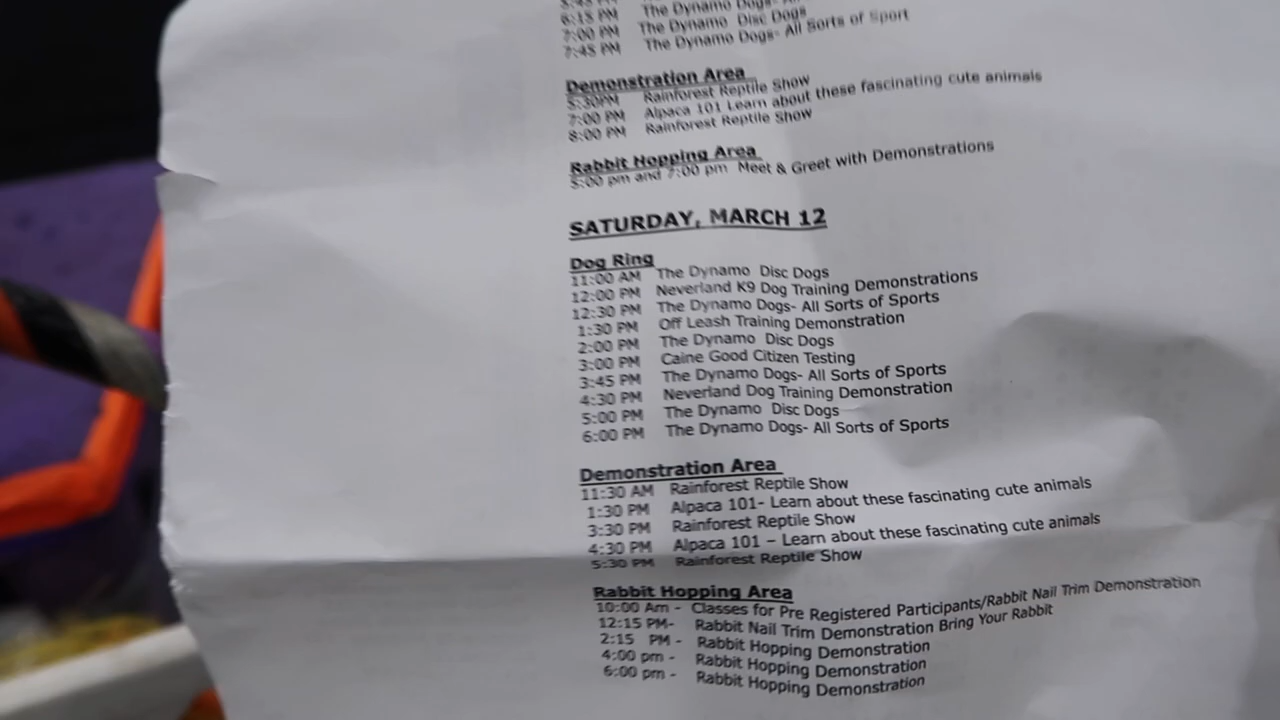 6:15 PM The Dynamo Dogs- 
7:00 PM The Dynamo Disc Dogs
7:45 PM The Dynamo Dogs- All Sorts of Sport
Demonstration Area
5:30PM Rainforest Reptile Show
7:00 PM Alpaca 101 Learn about these fascinating cute animals
8:00 PM Rainforest Reptile Show
Rabbit Hopping Area
5:00 pm and 7:00 pm Meet & Greet with Demonstrations
SATURDAY, MARCH 12
Dog Ring
11:00 AM The Dynamo Disc Dogs
12:00 PM Neverland K9 Dog Training Demonstrations
12:30 PM The Dynamo Dogs- All Sorts of Sports
1:30 PM Off Leash Training Demonstration
2:00 PM The Dynamo Disc Dogs
3:00 PM Caine Good Citizen Testing
3:45 PM The Dynamo Dogs- All Sorts of Sports
4:30 PM Neverland Dog Training Demonstration
5:00 PM The Dynamo Disc Dogs
6:00 PM The Dynamo Dogs- All Sorts of Sports
Demonstration Area
11:30 AM Rainforest Reptile Show
1:30 PM Alpaca 101- Learn about these fascinating cute animals
3:30 PM Rainforest Reptile Show
4:30 PM Alpaca 101 – Learn about these fascinating cute animals
5:30 PM Rainforest Reptile Show
Rabbit Hopping Area
10:00 Am - Classes for Pre Registered Participants/Rabbit Nail Trim Demonstration
12:15 PM- Rabbit Nail Trim Demonstration Bring Your Rabbit
2:15 PM - Rabbit Hopping Demonstration
4:00 pm - Rabbit Hopping Demonstration
6:00 pm - Rabbit Hopping Demonstration